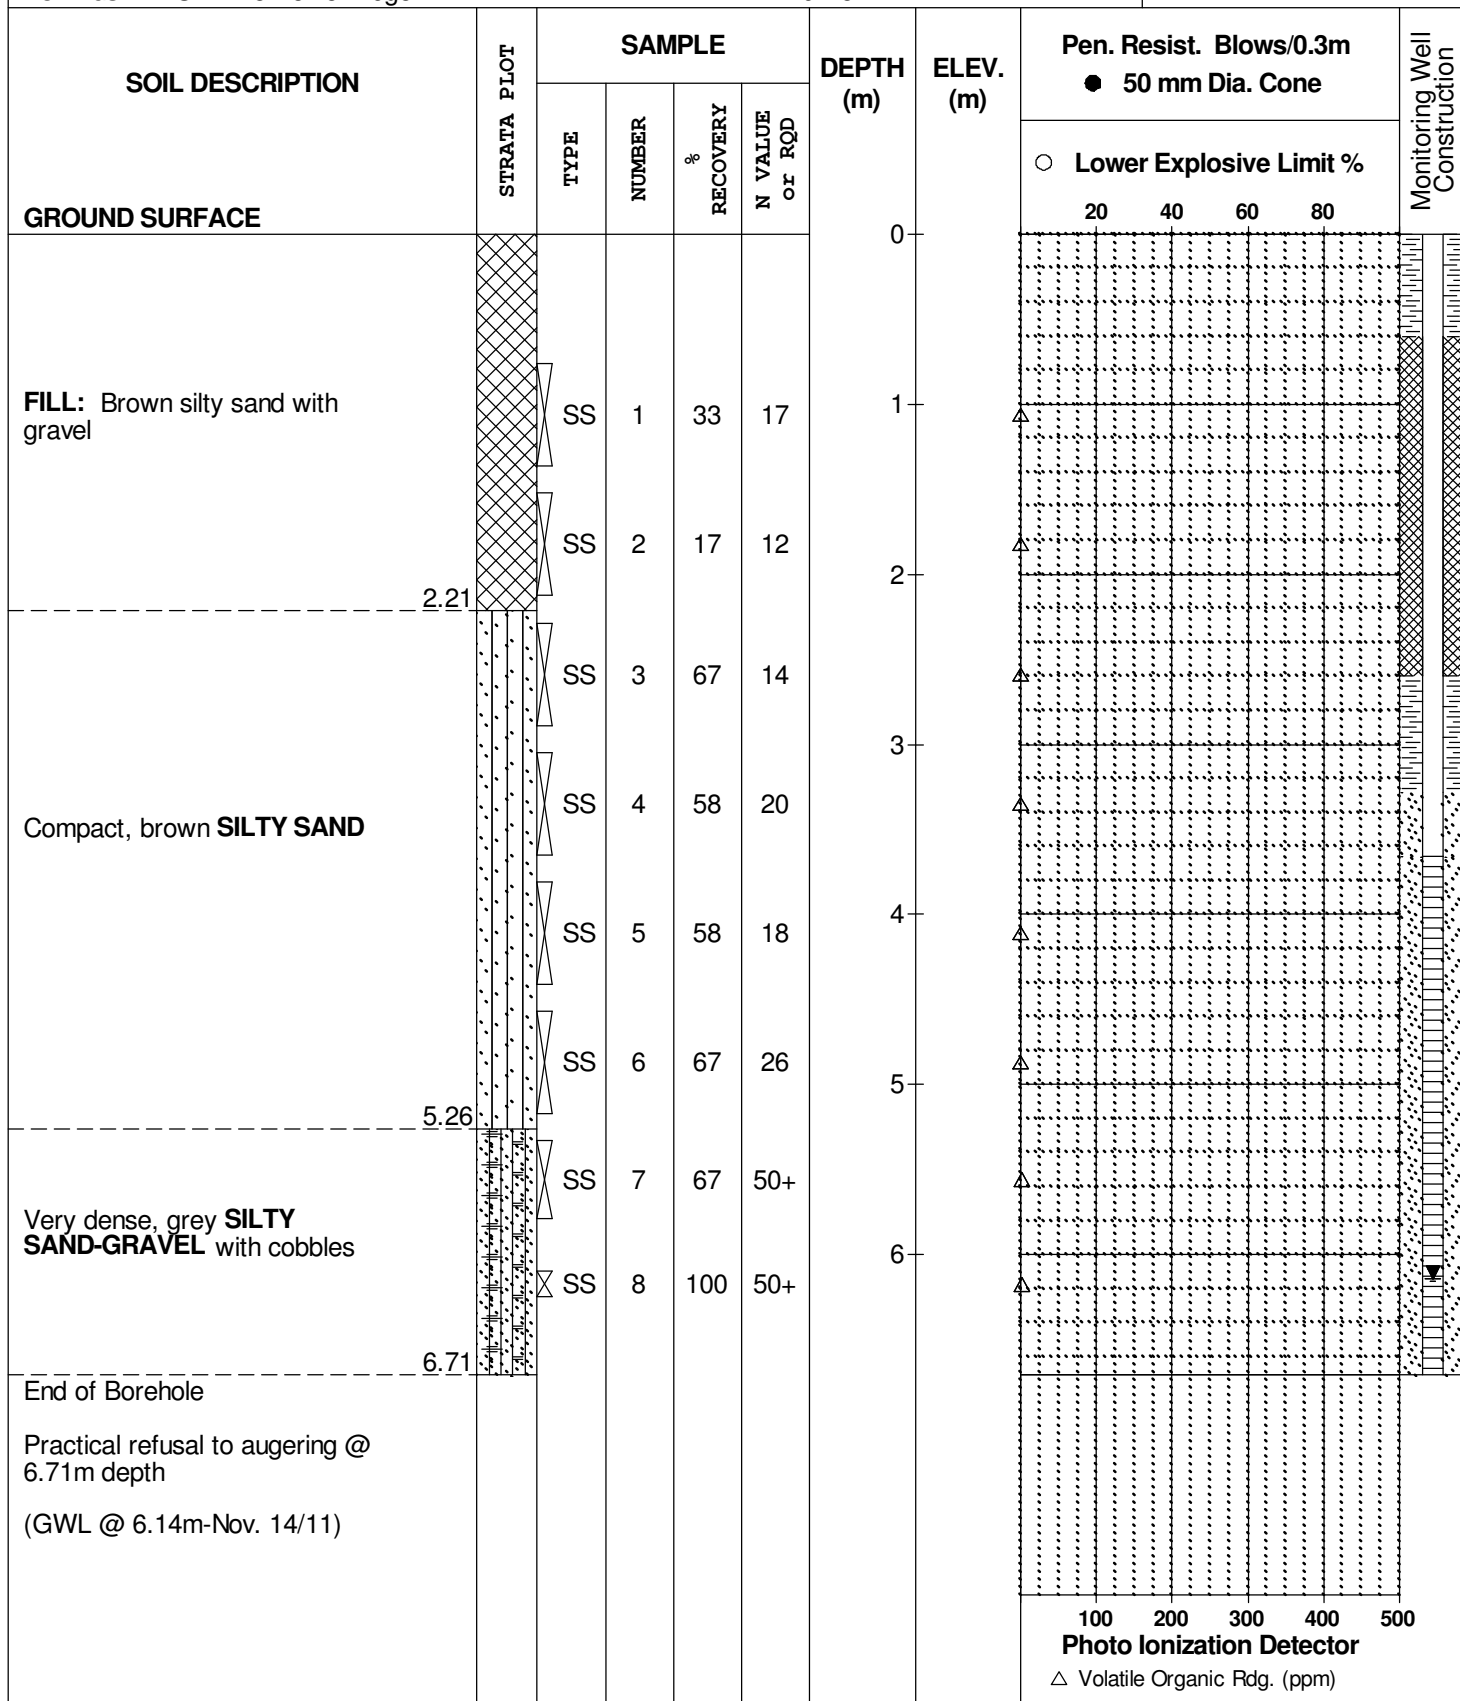 SOIL DESCRIPTION
GROUND SURFACE
STRATA PLOT
SAMPLE
TYPE
NUMBER
% RECOVERY
N VALUE or RQD
DEPTH
(m)
ELEV.
(m)
Pen. Resist. Blows/0.3m
● 50 mm Dia. Cone
○ Lower Explosive Limit %
20 40 60 80
Monitoring Well
Construction
0
FILL: Brown silty sand with
gravel
SS 1 33 17
1
SS 2 17 12
2
2.21
SS 3 67 14
3
SS 4 58 20
Compact, brown SILTY SAND
4
SS 5 58 18
SS 6 67 26
5
5.26
SS 7 67 50+
Very dense, grey SILTY
SAND-GRAVEL with cobbles
6
SS 8 100 50+
6.71
End of Borehole
Practical refusal to augering @
6.71m depth
(GWL @ 6.14m-Nov. 14/11)
100 200 300 400 500
Photo Ionization Detector
△ Volatile Organic Rdg. (ppm)